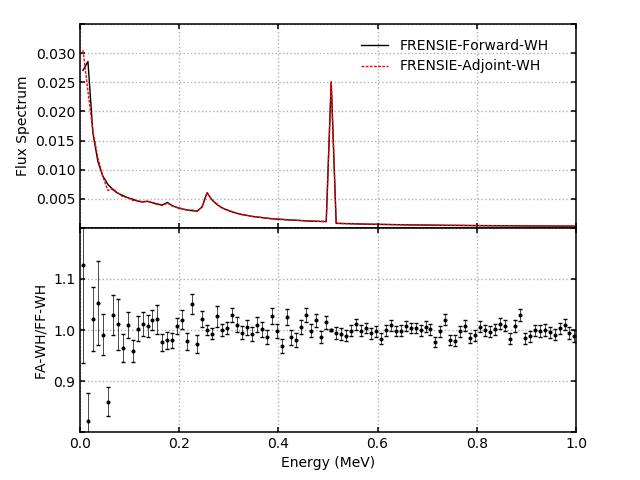 FRENSIE-Forward-WH
FRENSIE-Adjoint-WH
Flux Spectrum
0.030
0.025
0.020
0.015
0.010
0.005
FA-WH/FF-WH
1.1
1.0
0.9
0.0 0.2 0.4 0.6 0.8 1.0
Energy (MeV)